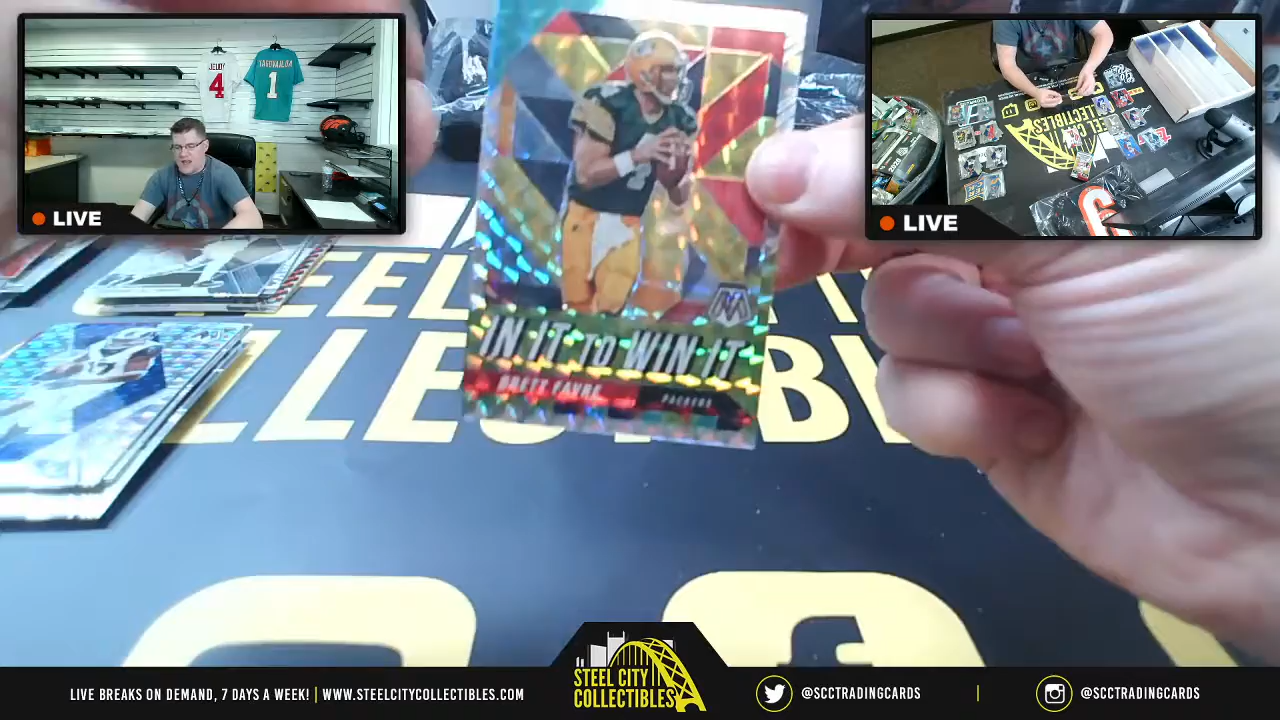 JEUDY
4
TAGOVAILOA
1
LIVE
LIVE
IN IT TO WIN IT
BRETT FAVRE
PACKERS
STEEL CITY
COLLECTIBLES
LIVE BREAKS ON DEMAND, 7 DAYS A WEEK! | WWW.STEELCITYCOLLECTIBLES.COM
@SCCTRADINGCARDS
|
@SCCTRADINGCARDS